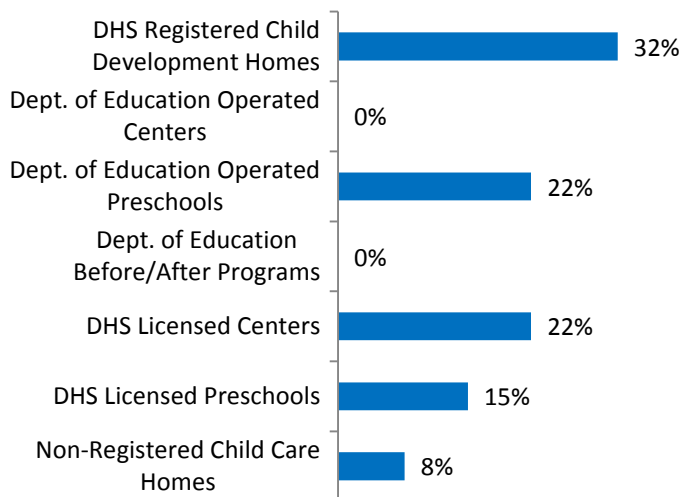 DHS Registered Child
Development Homes
32%
Dept. of Education Operated
Centers
0%
Dept. of Education Operated
Preschools
22%
Dept. of Education
Before/After Programs
0%
DHS Licensed Centers
22%
DHS Licensed Preschools
15%
Non-Registered Child Care
Homes
8%